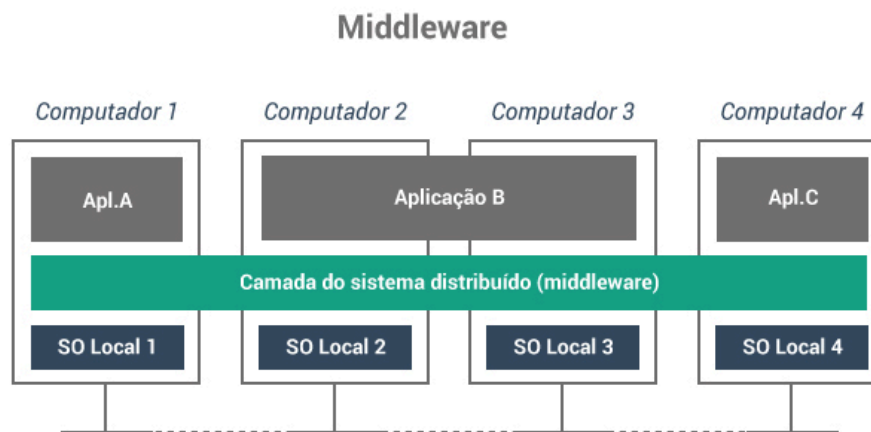 Middleware
Computador 1
Computador 2
Computador 3
Computador 4
Apl.A
Aplicação B
Apl.C
Camada do sistema distribuído (middleware)
SO Local 1
SO Local 2
SO Local 3
SO Local 4